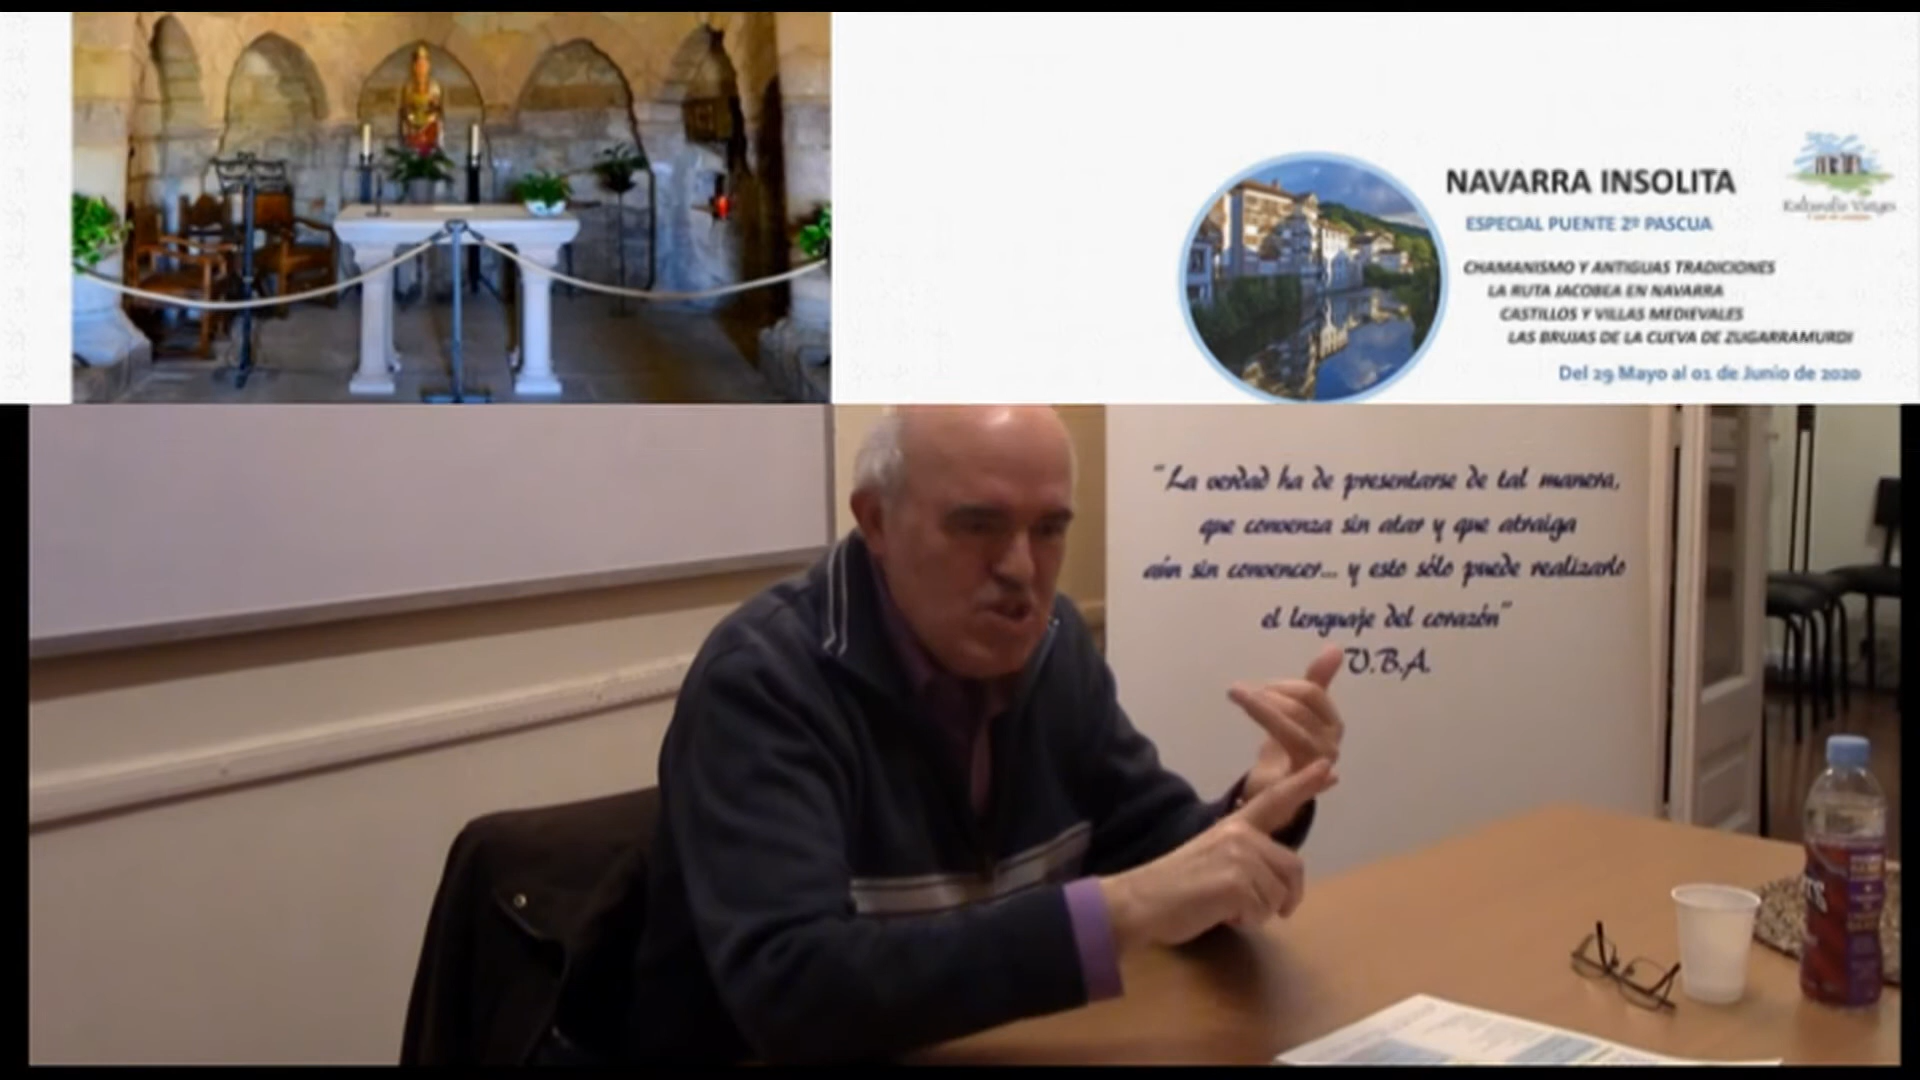 NAVARRA INSOLITA
ESPECIAL PUENTE 2º PASCUA
CHAMANISMO Y ANTIGUAS TRADICIONES
LA RUTA JACOBEA EN NAVARRA
CASTILLOS Y VILLAS MEDIEVALES
LAS BRUJAS DE LA CUEVA DE ZUGARRAMURDI
Del 29 Mayo al 01 de Junio de 2020
"La verdad ha de presentarse de tal manera,
que convenza sin atar y que atraiga
aún sin convencer... y esto sólo puede realizarlo
el lenguaje del corazón"
V.B.A.